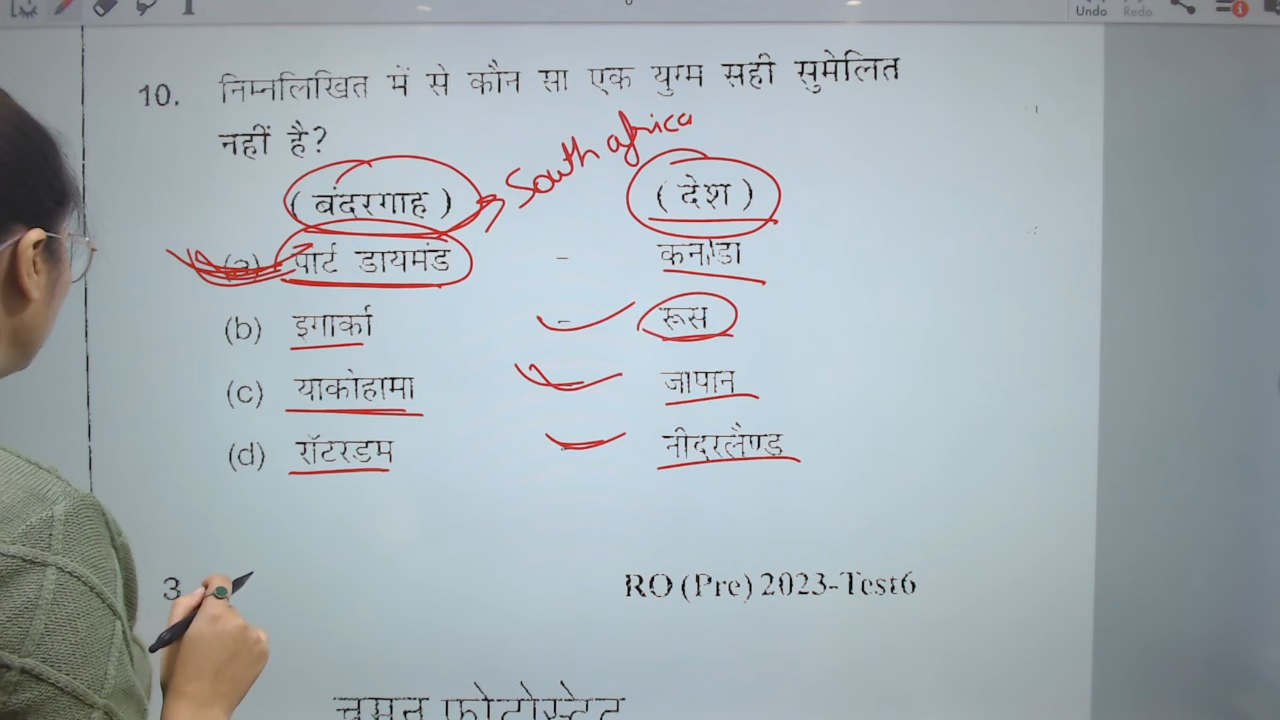 Undo Redo
10. निम्नलिखित में से कौन सा एक युग्म सही सुमेलित
नहीं है?
South africa
( बंदरगाह ) ( देश )
(a) पार्ट डायमंड - कनाडा
(b) इगार्का - रूस
(c) याकोहामा - जापान
(d) रॉटरडम - नीदरलैण्ड
3 RO (Pre) 2023-Test6
चमन फोटोस्टेट